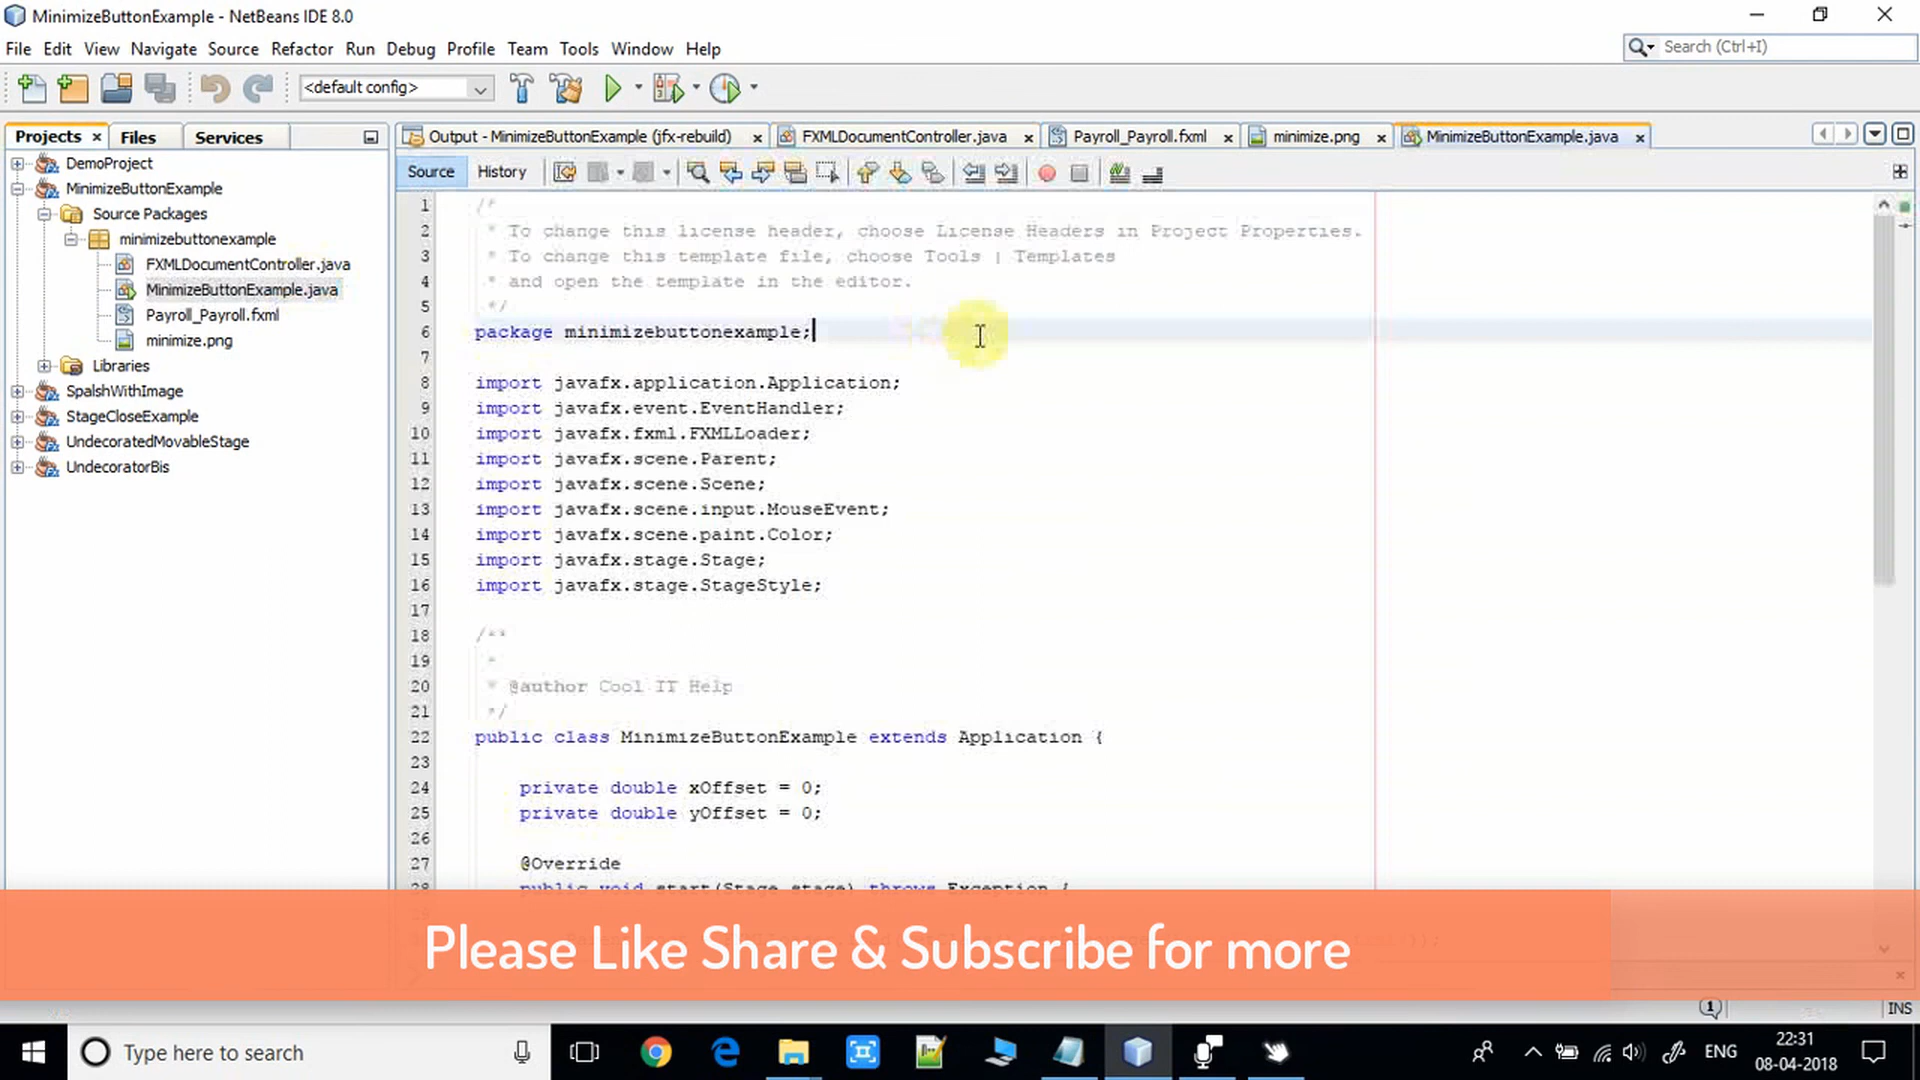 MinimizeButtonExample - NetBeans IDE 8.0
File Edit View Navigate Source Refactor Run Debug Profile Team Tools Window Help
Search (Ctrl+I)
<default config>
Projects Files Services
Output - MinimizeButtonExample (jfx-rebuild) FXMLDocumentController.java Payroll_Payroll.fxml minimize.png MinimizeButtonExample.java
Source History
DemoProject
MinimizeButtonExample
Source Packages
minimizebuttonexample
FXMLDocumentController.java
MinimizeButtonExample.java
Payroll_Payroll.fxml
minimize.png
Libraries
SpalshWithImage
StageCloseExample
UndecoratedMovableStage
UndecoratorBis
1 /*
2 * To change this license header, choose License Headers in Project Properties.
3 * To change this template file, choose Tools | Templates
4 * and open the template in the editor.
5 */
6 package minimizebuttonexample;
7
8 import javafx.application.Application;
9 import javafx.event.EventHandler;
10 import javafx.fxml.FXMLLoader;
11 import javafx.scene.Parent;
12 import javafx.scene.Scene;
13 import javafx.scene.input.MouseEvent;
14 import javafx.scene.paint.Color;
15 import javafx.stage.Stage;
16 import javafx.stage.StageStyle;
17
18 /**
19 *
20 * @author Cool IT Help
21 */
22 public class MinimizeButtonExample extends Application {
23
24 private double xOffset = 0;
25 private double yOffset = 0;
26
27 @Override
28 public void start(Stage stage) throws Exception {
Please Like Share & Subscribe for more
1 INS
Type here to search
ENG
22:31
08-04-2018